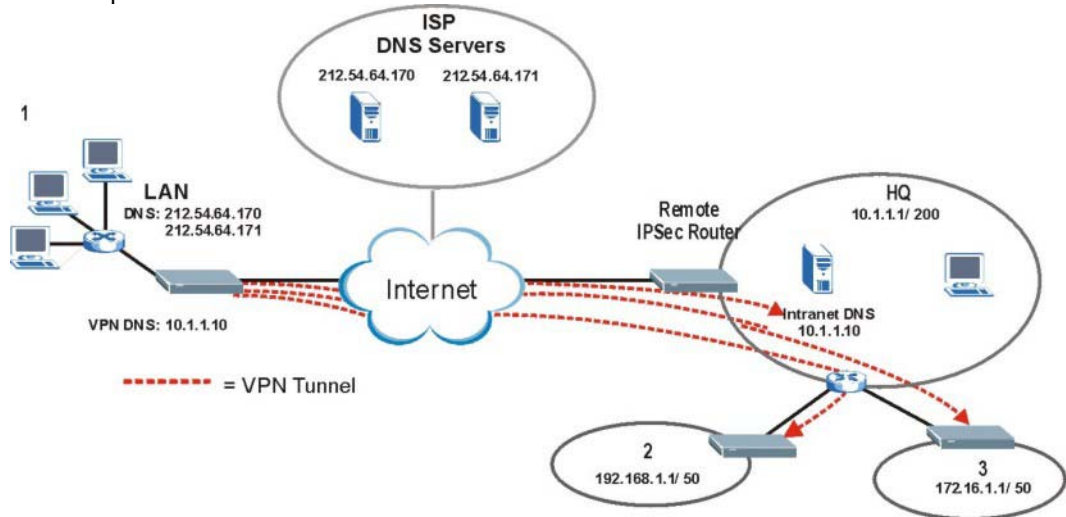 ISP
DNS Servers
212.54.64.170 212.54.64.171
1
LAN
DNS: 212.54.64.170
212.54.64.171
VPN DNS: 10.1.1.10
Internet
Remote
IPSec Router
HQ
10.1.1.1/ 200
Intranet DNS
10.1.1.10
= VPN Tunnel
2
192.168.1.1/ 50
3
172.16.1.1/ 50